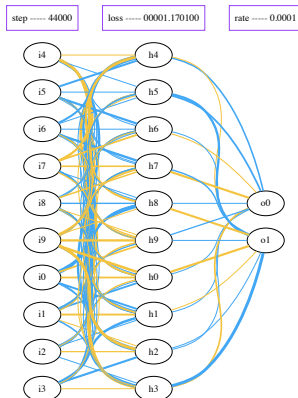 step ----- 44000 loss ----- 00001.170100 rate ----- 0.0001
i4 h4
i5 h5
i6 h6
i7 h7
i8 h8 o0
i9 h9 o1
i0 h0
i1 h1
i2 h2
i3 h3